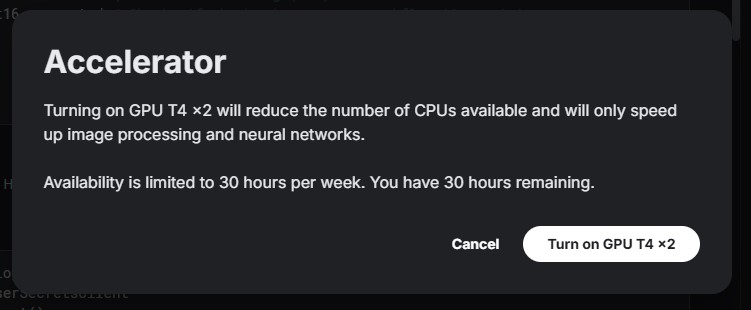 Accelerator
Turning on GPU T4 ×2 will reduce the number of CPUs available and will only speed
up image processing and neural networks.
Availability is limited to 30 hours per week. You have 30 hours remaining.
Cancel
Turn on GPU T4 ×2